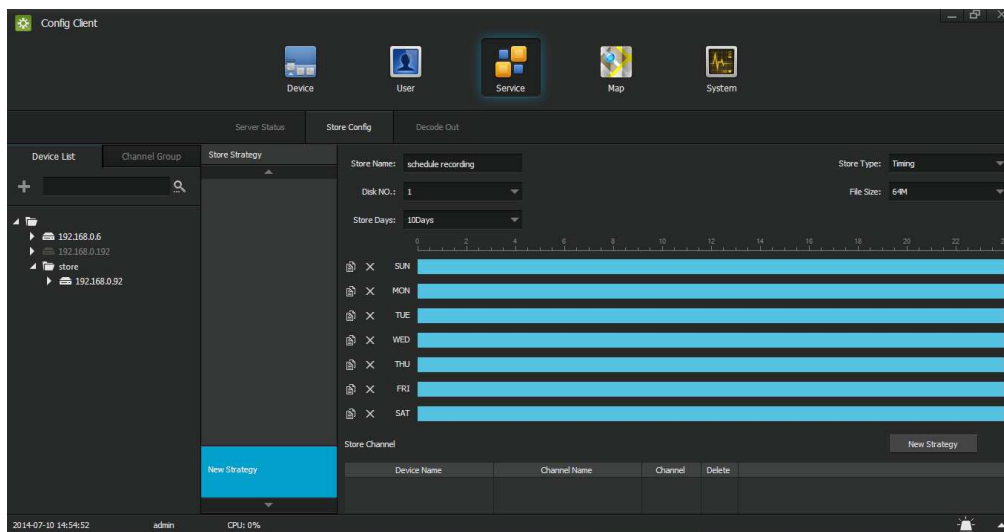 Config Client
Device User Service Map System
Server Status Store Config Decode Out
Device List Channel Group Store Strategy
Store Name: schedule recording Store Type: Timing
Disk NO.: 1 File Size: 64M
Store Days: 10Days
0 2 4 6 8 10 12 14 16 18 20 22
192.168.0.6
192.168.0.192
store
192.168.0.92
SUN
MON
TUE
WED
THU
FRI
SAT
Store Channel New Strategy
New Strategy
Device Name Channel Name Channel Delete
2014-07-10 14:54:52 admin CPU: 0%